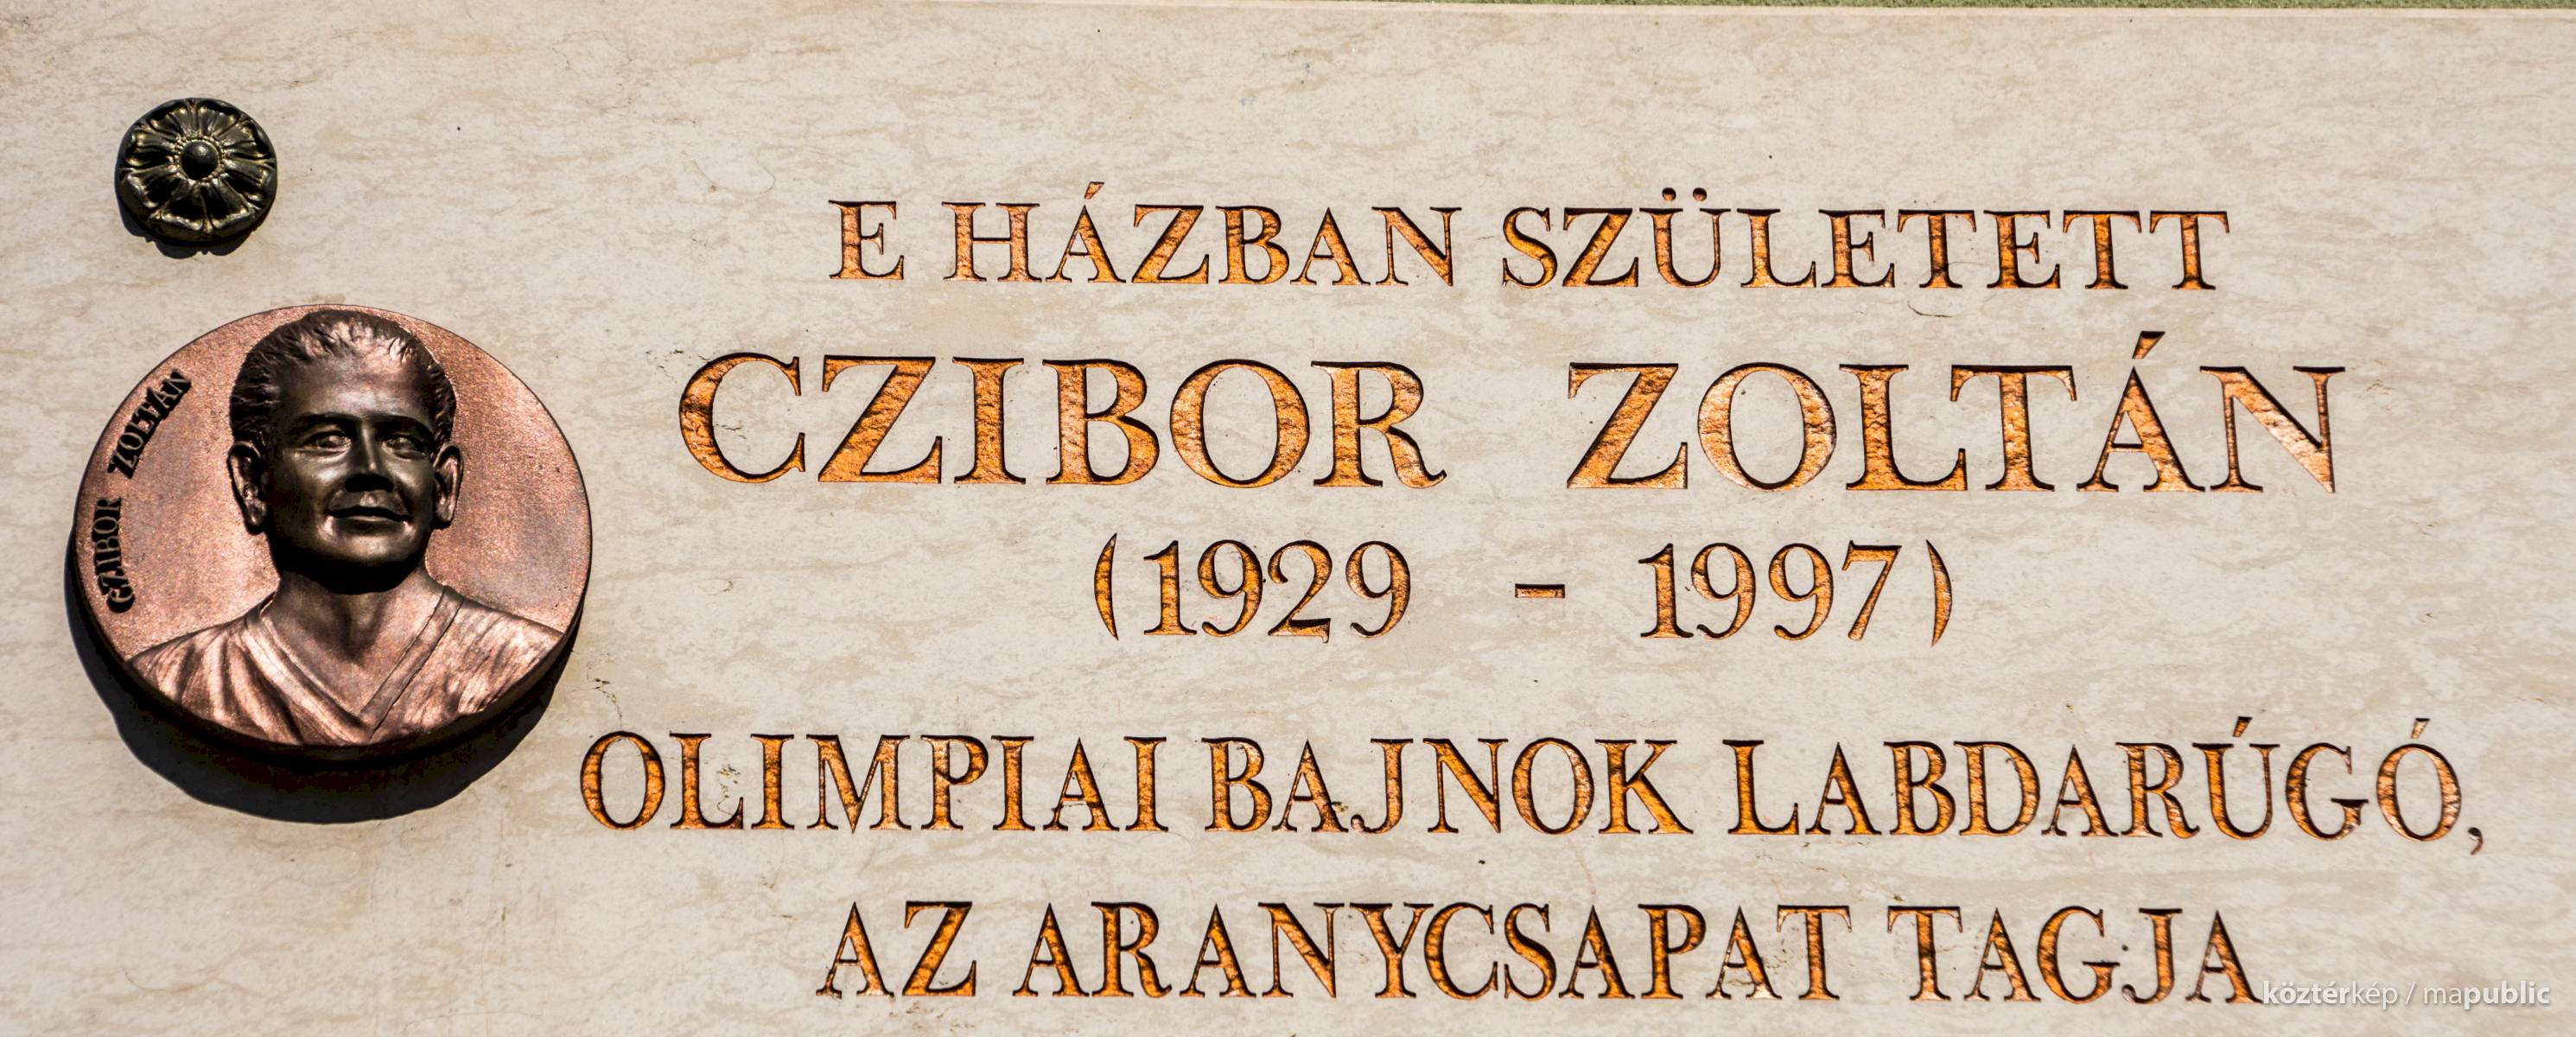 E HÁZBAN SZÜLETETT
CZIBOR ZOLTÁN
(1929 - 1997)
OLIMPIAI BAJNOK LABDARÚGÓ,
AZ ARANYCSAPAT TAGJA
CZIBOR ZOLTÁN
köztérkép / mapublic